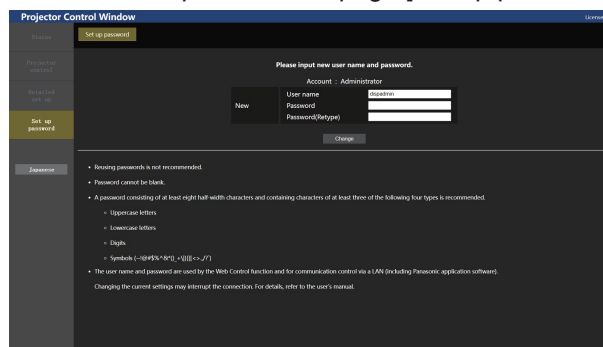 Projector Control Window
License
Status
Set up password
Projector
control
Detailed
set up
Set up
password
Japanese
Please input new user name and password.
Account : Administrator
New
User name
dispadmin
Password
Password(Retype)
Change
• Reusing passwords is not recommended.
• Password cannot be blank.
• A password consisting of at least eight half-width characters and containing characters of at least three of the following four types is recommended.
○ Uppercase letters
○ Lowercase letters
○ Digits
○ Symbols
• The user name and password are used by the Web Control function and for communication control via a LAN (including Panasonic application software).
Changing the current settings may interrupt the connection. For details, refer to the user's manual.